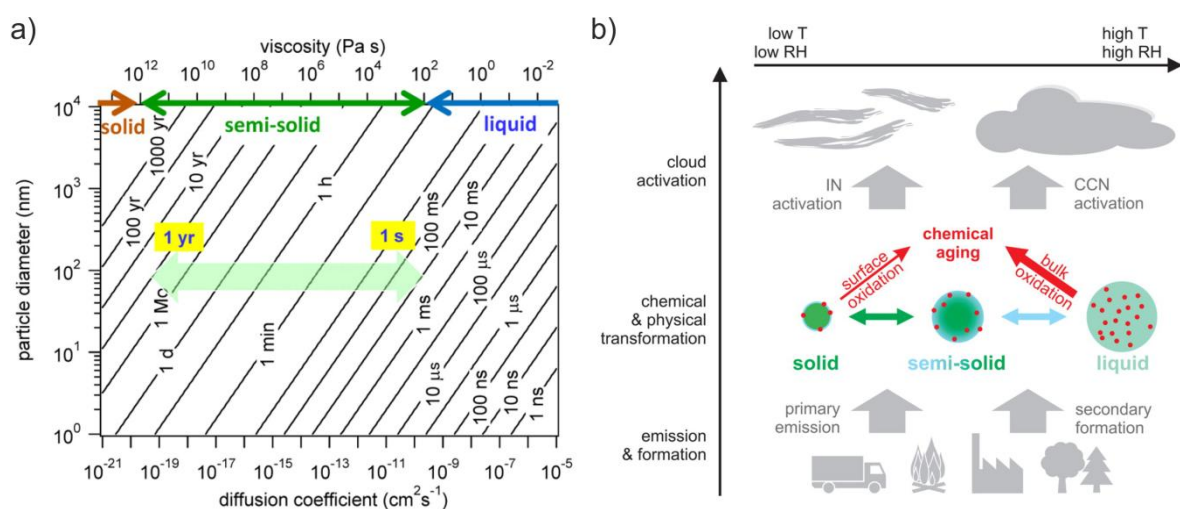 a)
viscosity (Pa s)
10^12 10^10 10^8 10^6 10^4 10^2 10^0 10^-2
solid semi-solid liquid
particle diameter (nm)
10^4
10^3
10^2
10^1
10^0
1000 yr
100 yr
10 yr
1 yr
1 Mo
1 d
1 h
1 min
1 s
100 ms
10 ms
1 ms
100 µs
10 µs
1 µs
100 ns
10 ns
1 ns
10^-21 10^-19 10^-17 10^-15 10^-13 10^-11 10^-9 10^-7 10^-5
diffusion coefficient (cm^2s^-1)
b)
low T
low RH
high T
high RH
cloud
activation
IN
activation
CCN
activation
chemical
aging
surface
oxidation
bulk
oxidation
chemical
& physical
transformation
solid
semi-solid
liquid
primary
emission
secondary
formation
emission
& formation